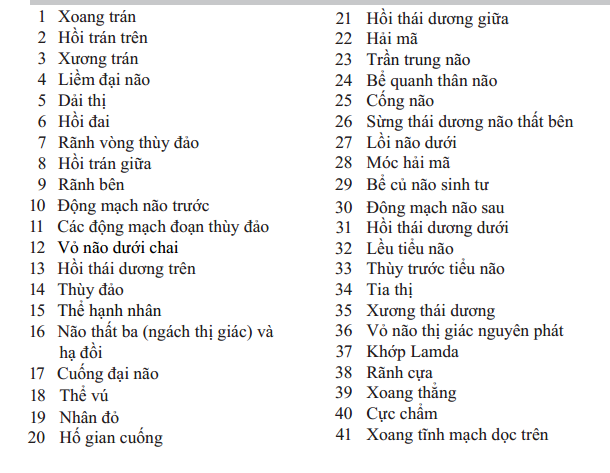 1 Xoang trán
2 Hồi trán trên
3 Xương trán
4 Liềm đại não
5 Dải thị
6 Hồi đai
7 Rãnh vòng thùy đảo
8 Hồi trán giữa
9 Rãnh bên
10 Động mạch não trước
11 Các động mạch đoạn thùy đảo
12 Vỏ não dưới chai
13 Hồi thái dương trên
14 Thùy đảo
15 Thể hạnh nhân
16 Não thất ba (ngách thị giác) và
hạ đồi
17 Cuống đại não
18 Thể vú
19 Nhân đỏ
20 Hố gian cuống
21 Hồi thái dương giữa
22 Hải mã
23 Trần trung não
24 Bể quanh thân não
25 Cống não
26 Sừng thái dương não thất bên
27 Lồi não dưới
28 Móc hải mã
29 Bể củ não sinh tư
30 Đông mạch não sau
31 Hồi thái dương dưới
32 Lều tiểu não
33 Thùy trước tiểu não
34 Tia thị
35 Xương thái dương
36 Vỏ não thị giác nguyên phát
37 Khớp Lamda
38 Rãnh cựa
39 Xoang thẳng
40 Cực chẩm
41 Xoang tĩnh mạch dọc trên